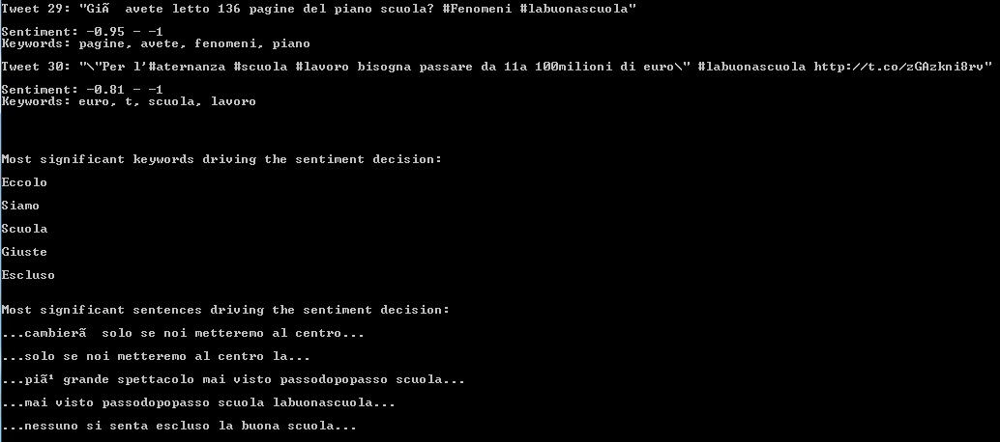 Tweet 29: "Giã  avete letto 136 pagine del piano scuola? #Fenomeni #labuonascuola"
Sentiment: -0.95 - -1
Keywords: pagine, avete, fenomeni, piano
Tweet 30: "\"Per l'#aternanza #scuola #lavoro bisogna passare da 11a 100milioni di euro\" #labuonascuola http://t.co/zGAzkni8rv"
Sentiment: -0.81 - -1
Keywords: euro, t, scuola, lavoro
Most significant keywords driving the sentiment decision:
Eccolo
Siamo
Scuola
Giuste
Escluso
Most significant sentences driving the sentiment decision:
...cambierã  solo se noi metteremo al centro...
...solo se noi metteremo al centro la...
...piã¹ grande spettacolo mai visto passodopopasso scuola...
...mai visto passodopopasso scuola labuonascuola...
...nessuno si senta escluso la buona scuola...